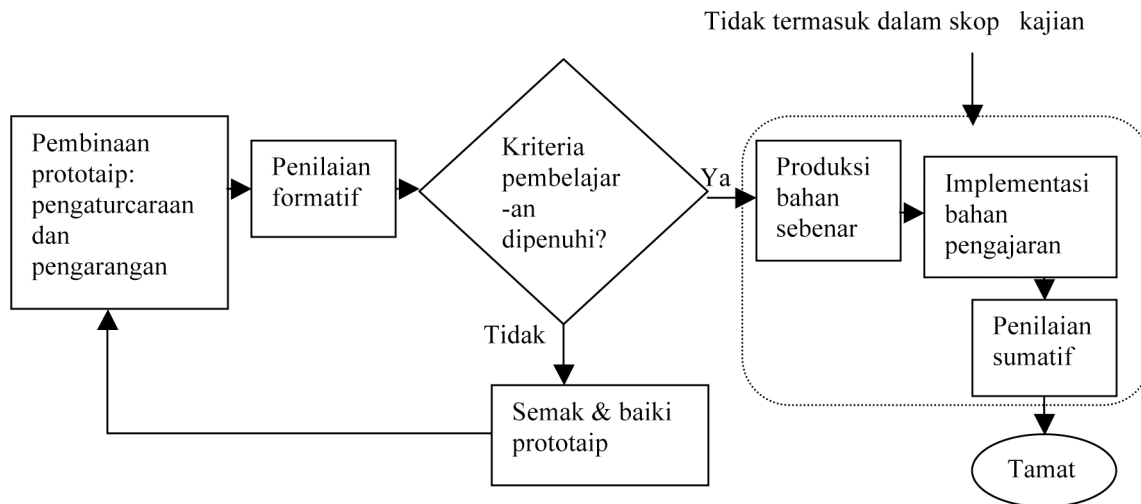 Tidak termasuk dalam skop kajian
Pembinaan
prototaip:
pengaturcaraan
dan
pengarangan
Penilaian
formatif
Kriteria
pembelajar
-an
dipenuhi?
Ya
Produksi
bahan
sebenar
Implementasi
bahan
pengajaran
Tidak
Penilaian
sumatif
Semak & baiki
prototaip
Tamat